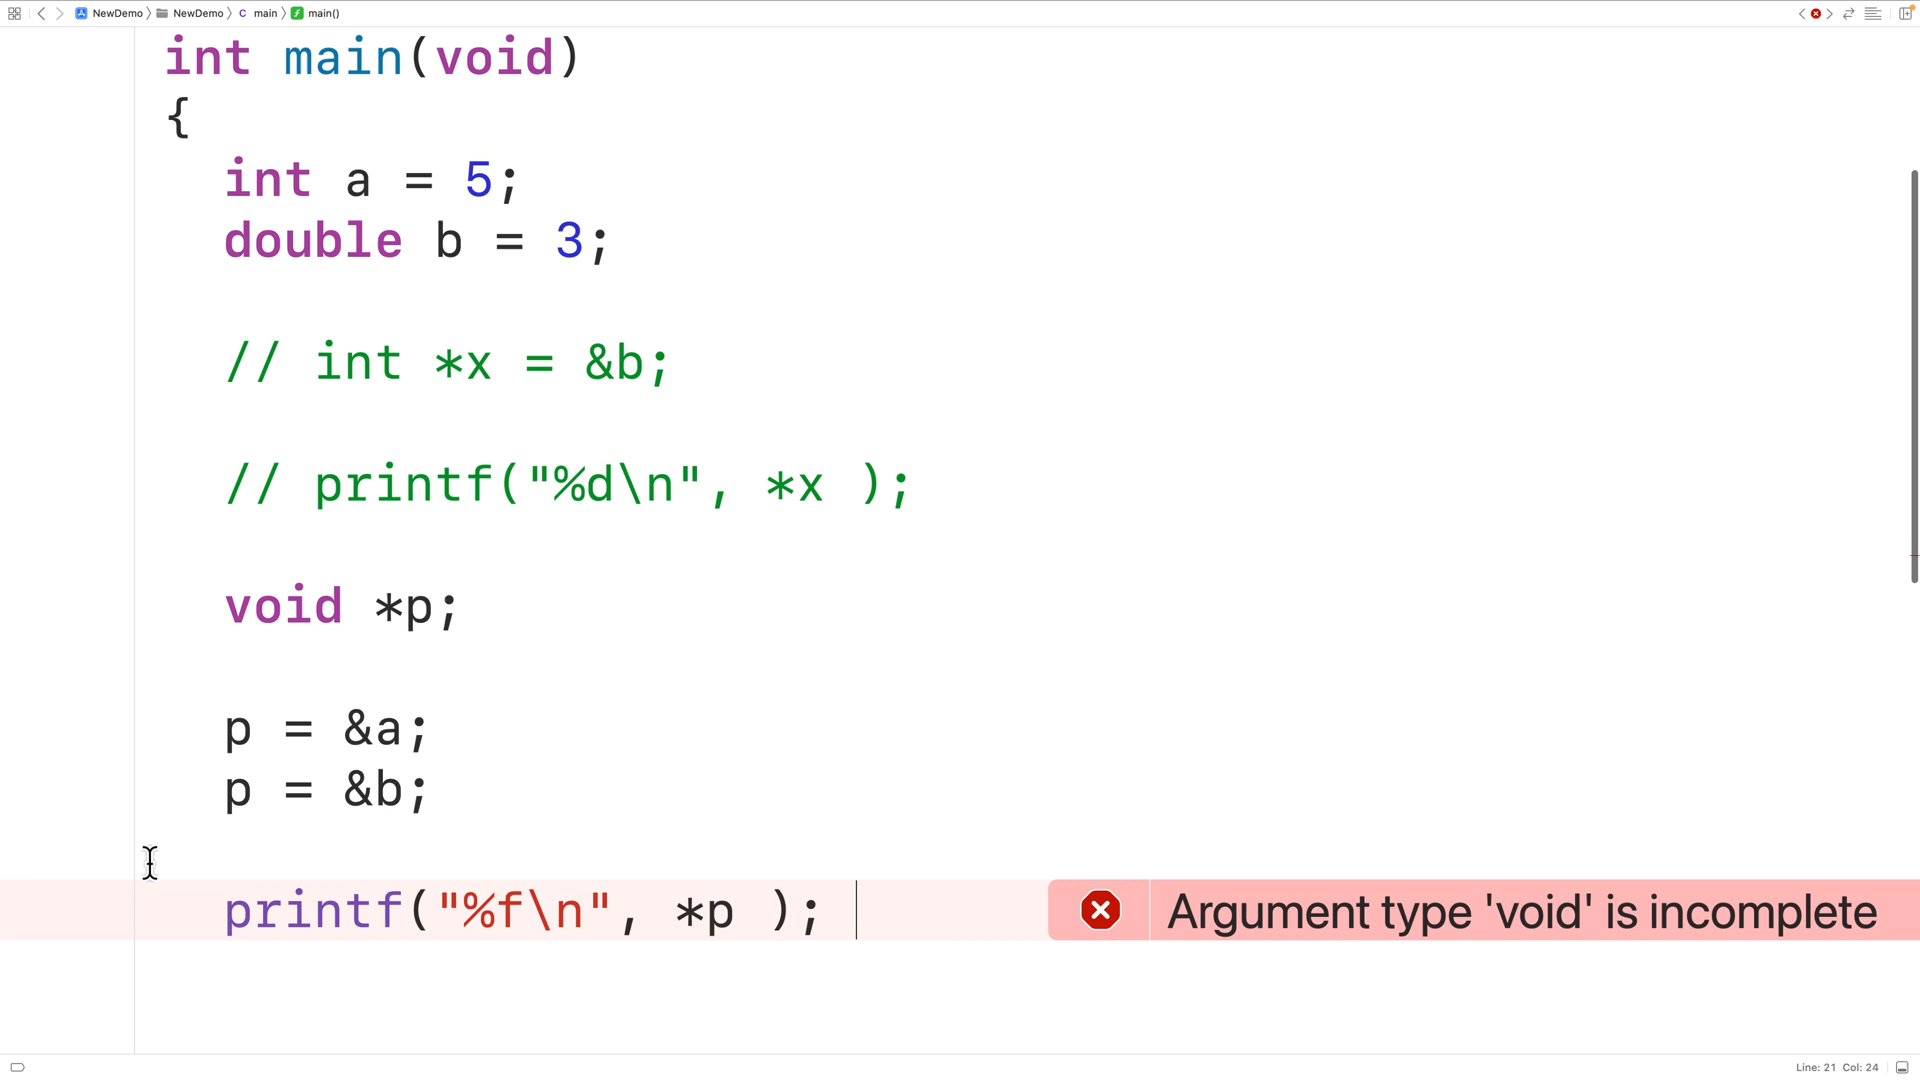 NewDemo NewDemo C main f main()
int main(void)
{
int a = 5;
double b = 3;
// int *x = &b;
// printf("%d\n", *x );
void *p;
p = &a;
p = &b;
printf("%f\n", *p ); Argument type 'void' is incomplete
Line: 21 Col: 24